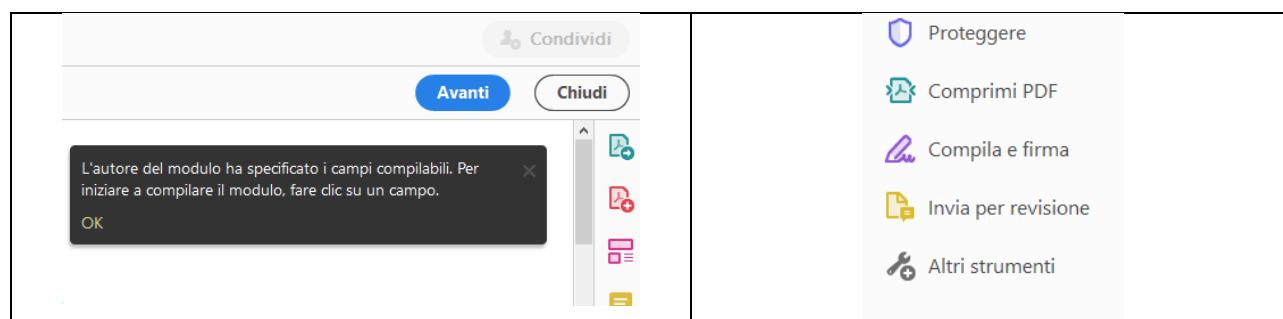 Condividi
Avanti
Chiudi
L'autore del modulo ha specificato i campi compilabili. Per
iniziare a compilare il modulo, fare clic su un campo.
OK
Proteggere
Comprimi PDF
Compila e firma
Invia per revisione
Altri strumenti